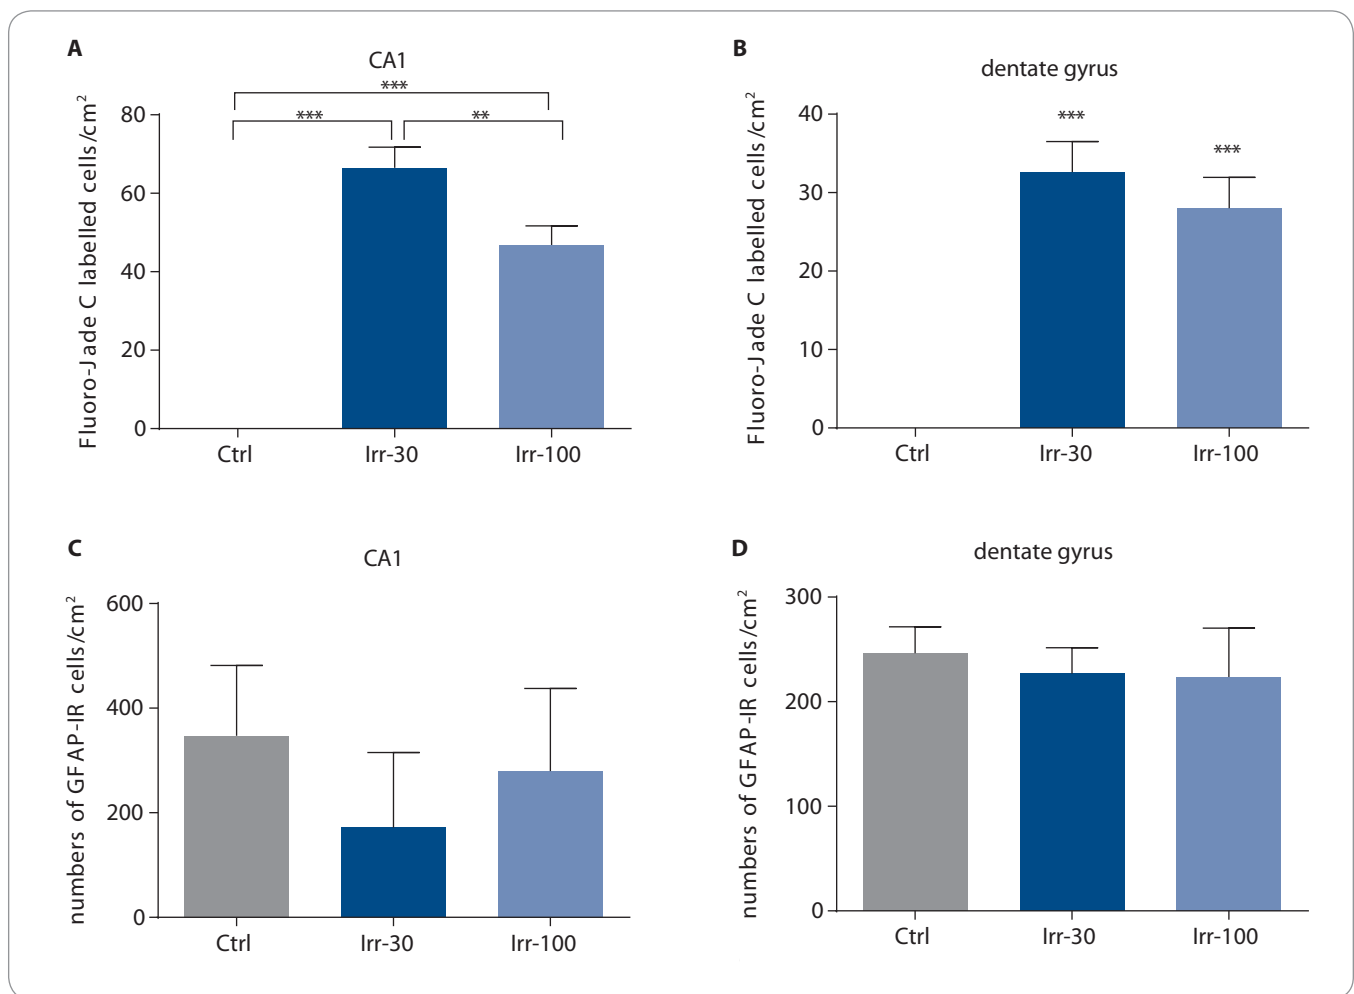 A
CA1
Fluoro-Jade C labelled cells/cm²
80
60
40
20
0
***
***
**
Ctrl
Irr-30
Irr-100
B
dentate gyrus
Fluoro-Jade C labelled cells/cm²
40
30
20
10
0
***
***
Ctrl
Irr-30
Irr-100
C
CA1
numbers of GFAP-IR cells/cm²
600
400
200
0
Ctrl
Irr-30
Irr-100
D
dentate gyrus
numbers of GFAP-IR cells/cm²
300
200
100
0
Ctrl
Irr-30
Irr-100